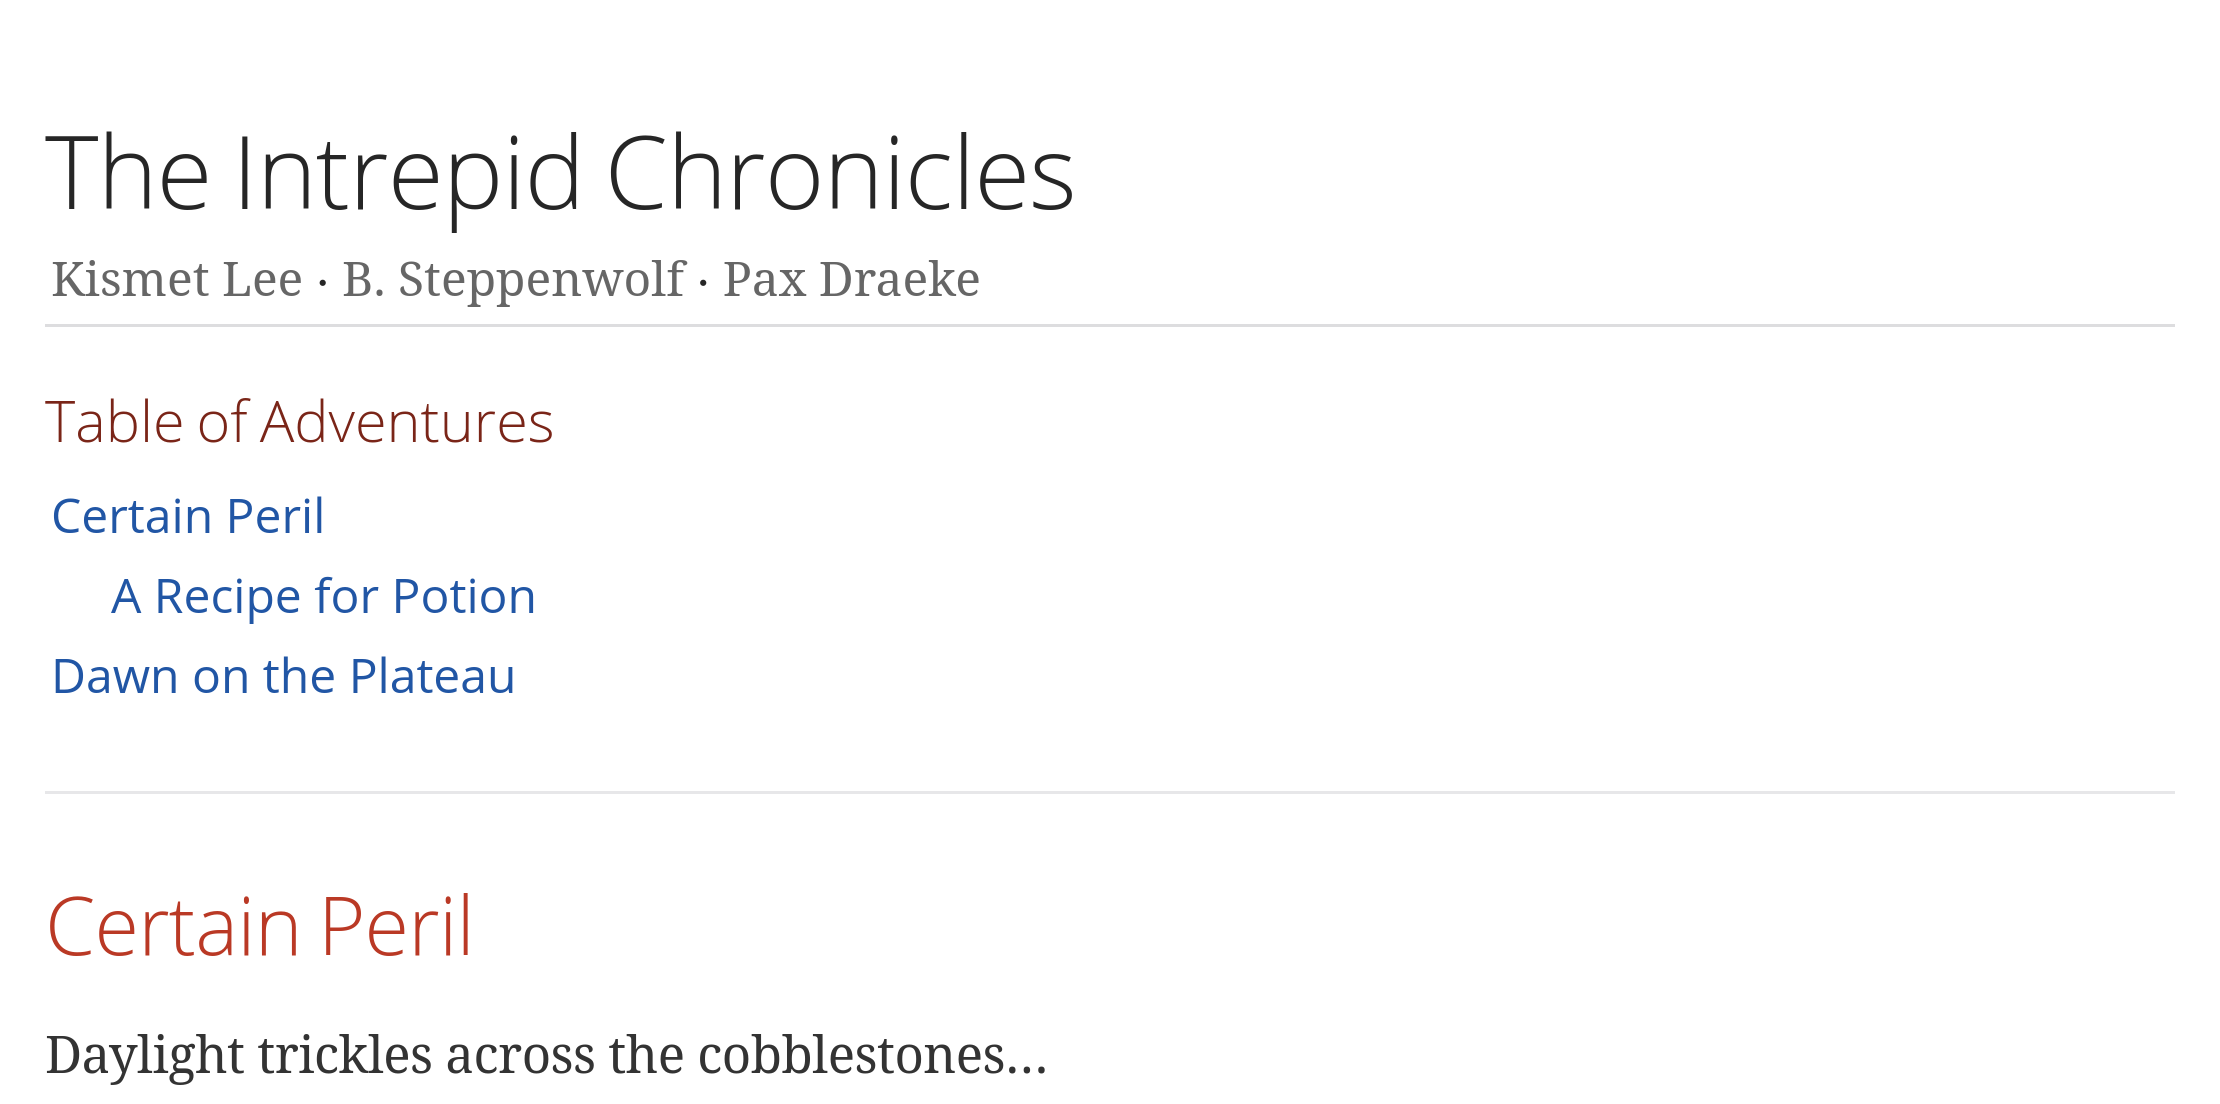 The Intrepid Chronicles
Kismet Lee · B. Steppenwolf · Pax Draeke
Table of Adventures
Certain Peril
A Recipe for Potion
Dawn on the Plateau
Certain Peril
Daylight trickles across the cobblestones…